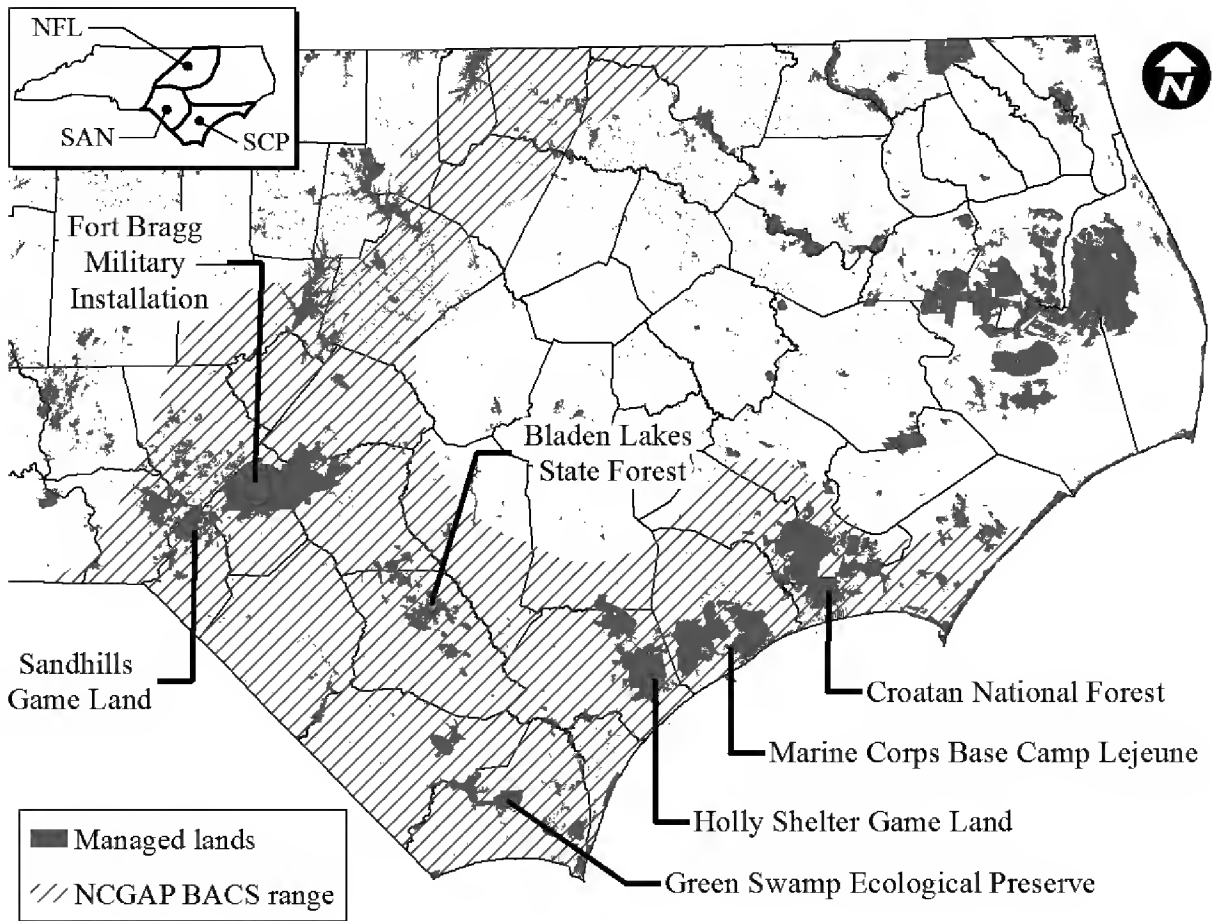 NFL
SAN
SCP
N
Fort Bragg
Military
Installation
Bladen Lakes
State Forest
Sandhills
Game Land
Croatan National Forest
Marine Corps Base Camp Lejeune
Holly Shelter Game Land
Green Swamp Ecological Preserve
Managed lands
NCGAP BACS range